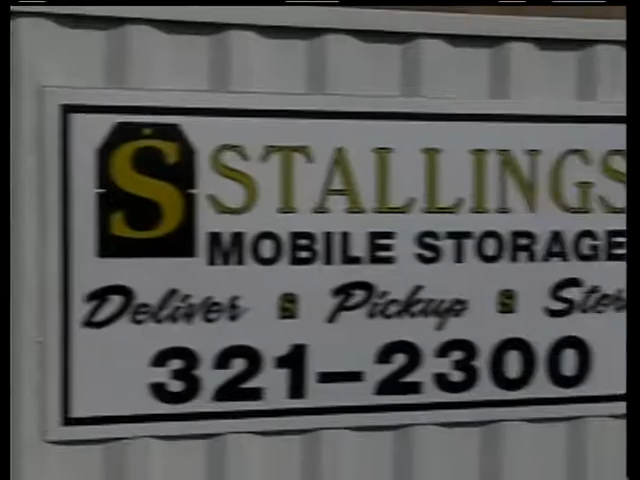 S STALLINGS
MOBILE STORAGE
Deliver S Pickup S
321-2300